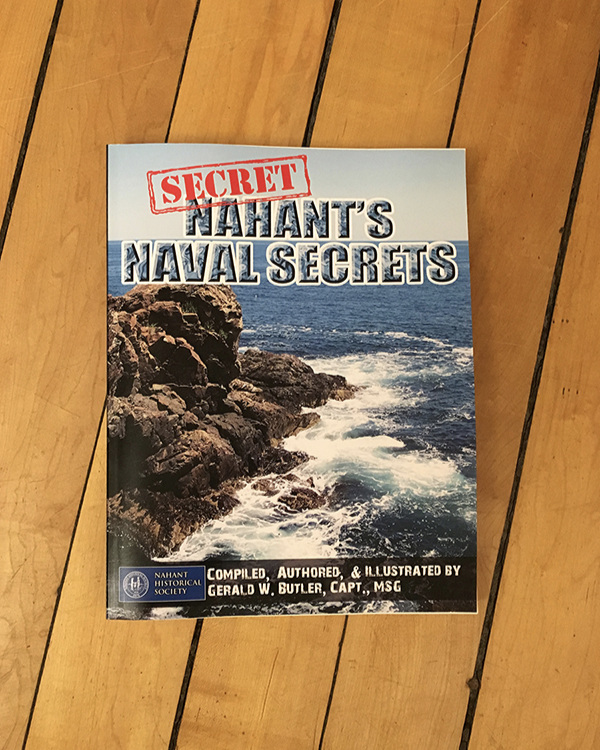 SECRET
NAHANT'S
NAVAL SECRETS
NAHANT
HISTORICAL
SOCIETY
COMPILED, AUTHORED, & ILLUSTRATED BY
GERALD W. BUTLER, CAPT., MSG